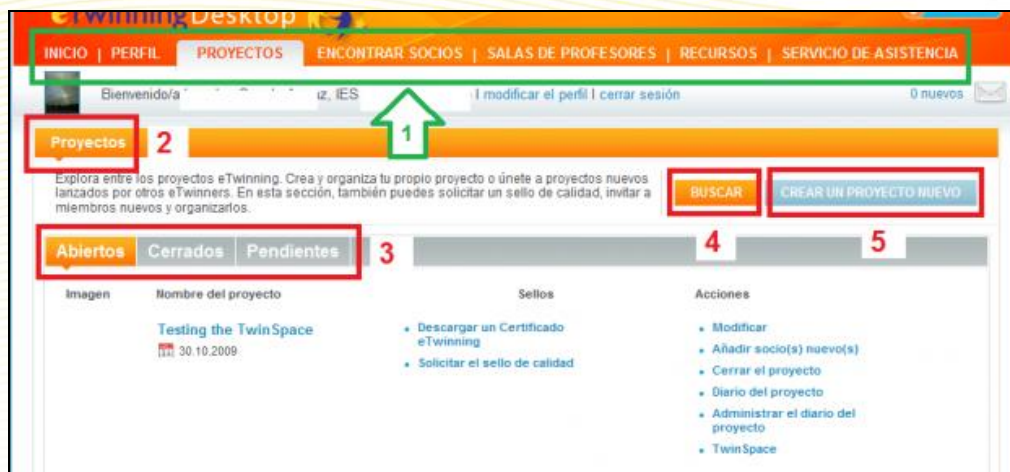 eTwinning Desktop
INICIO | PERFIL PROYECTOS ENCONTRAR SOCIOS | SALAS DE PROFESORES | RECURSOS | SERVICIO DE ASISTENCIA
Bienvenido/a IES | modificar el perfil | cerrar sesión 0 nuevos
1
Proyectos 2
Explora entre los proyectos eTwinning. Crea y organiza tu propio proyecto o únete a proyectos nuevos
lanzados por otros eTwinners. En esta sección, también puedes solicitar un sello de calidad, invitar a
miembros nuevos y organizarlos.
BUSCAR CREAR UN PROYECTO NUEVO
Abiertos Cerrados Pendientes 3 4 5
Imagen Nombre del proyecto Sellos Acciones
Testing the TwinSpace
30.10.2009
• Descargar un Certificado
eTwinning
• Solicitar el sello de calidad
• Modificar
• Añadir socio(s) nuevo(s)
• Cerrar el proyecto
• Diario del proyecto
• Administrar el diario del
proyecto
• TwinSpace